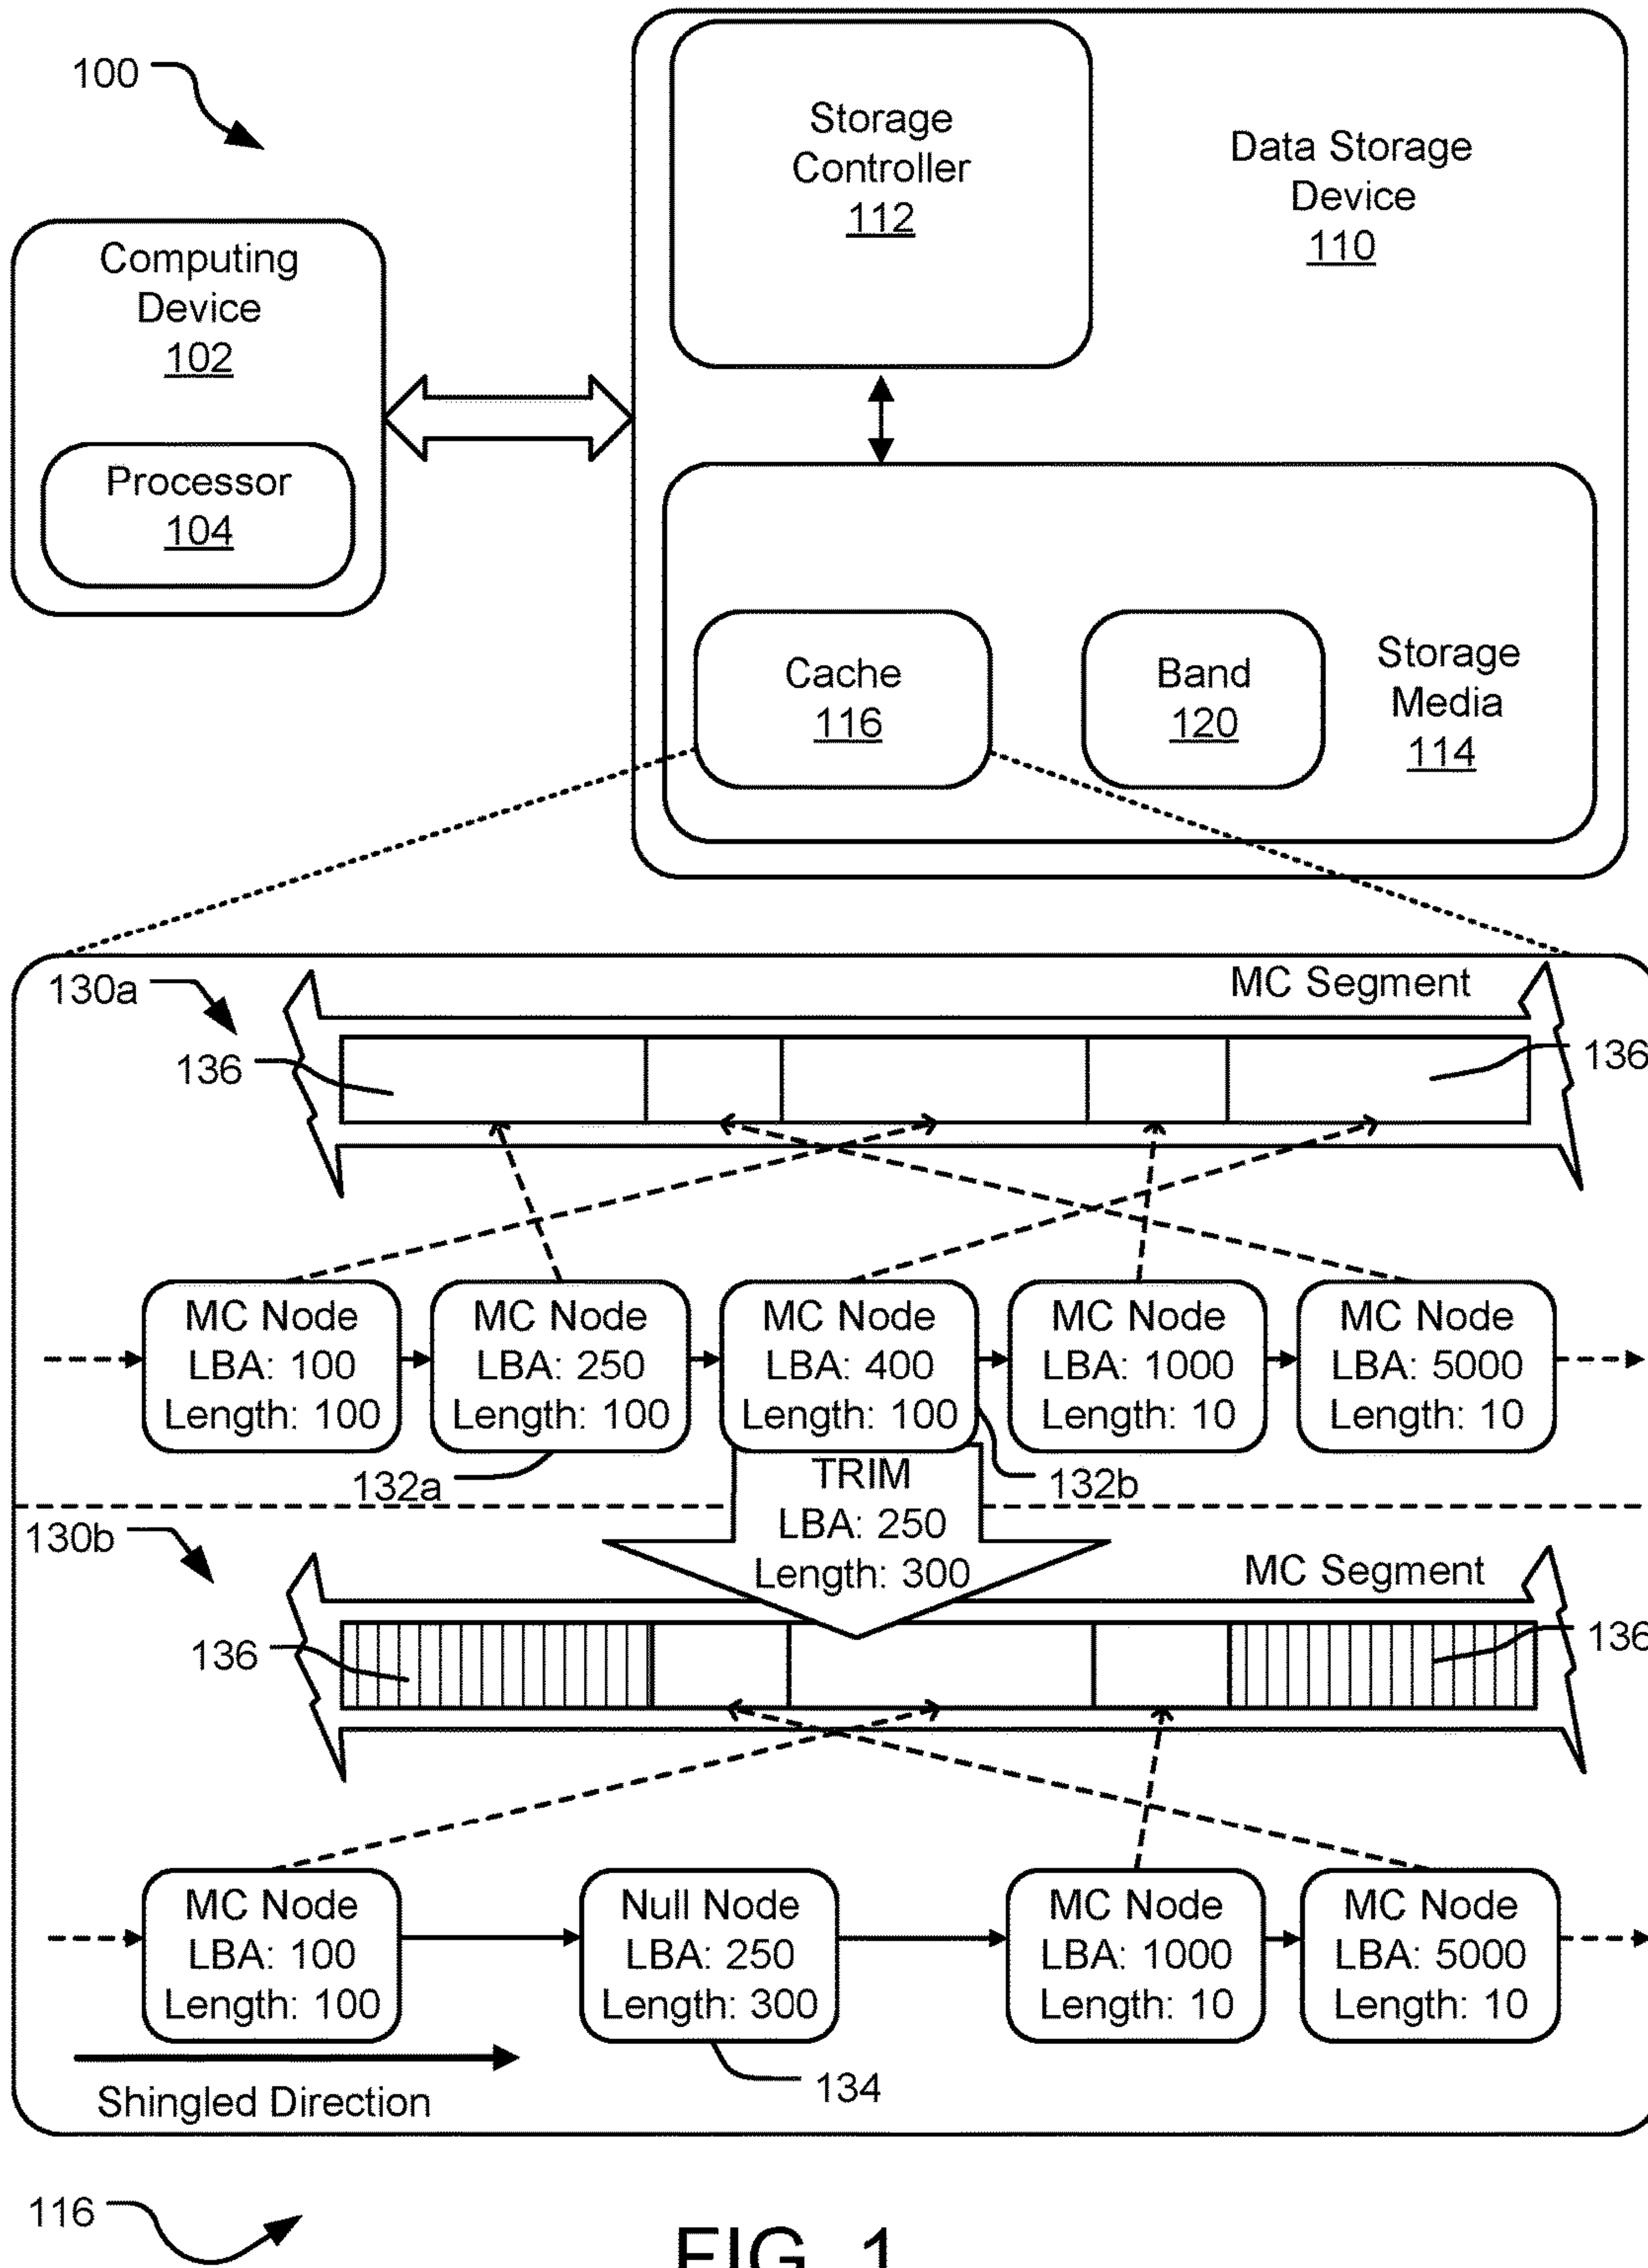 100
Storage
Controller
112
Data Storage
Device
110
Computing
Device
102
Processor
104
Cache
116
Band
120
Storage
Media
114
130a
MC Segment
136
136
MC Node
LBA: 100
Length: 100
MC Node
LBA: 250
Length: 100
MC Node
LBA: 400
Length: 100
MC Node
LBA: 1000
Length: 10
MC Node
LBA: 5000
Length: 10
132a
132b
TRIM
LBA: 250
Length: 300
130b
MC Segment
136
136
MC Node
LBA: 100
Length: 100
Null Node
LBA: 250
Length: 300
MC Node
LBA: 1000
Length: 10
MC Node
LBA: 5000
Length: 10
134
Shingled Direction
116
FIG. 1